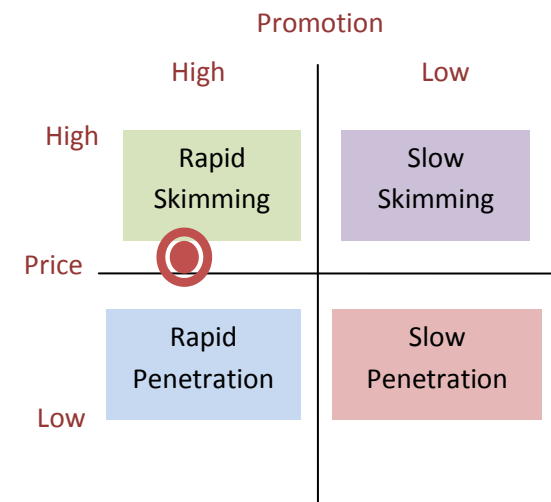 Promotion
High
Low
High
Rapid
Skimming
Slow
Skimming
Price
Rapid
Penetration
Slow
Penetration
Low